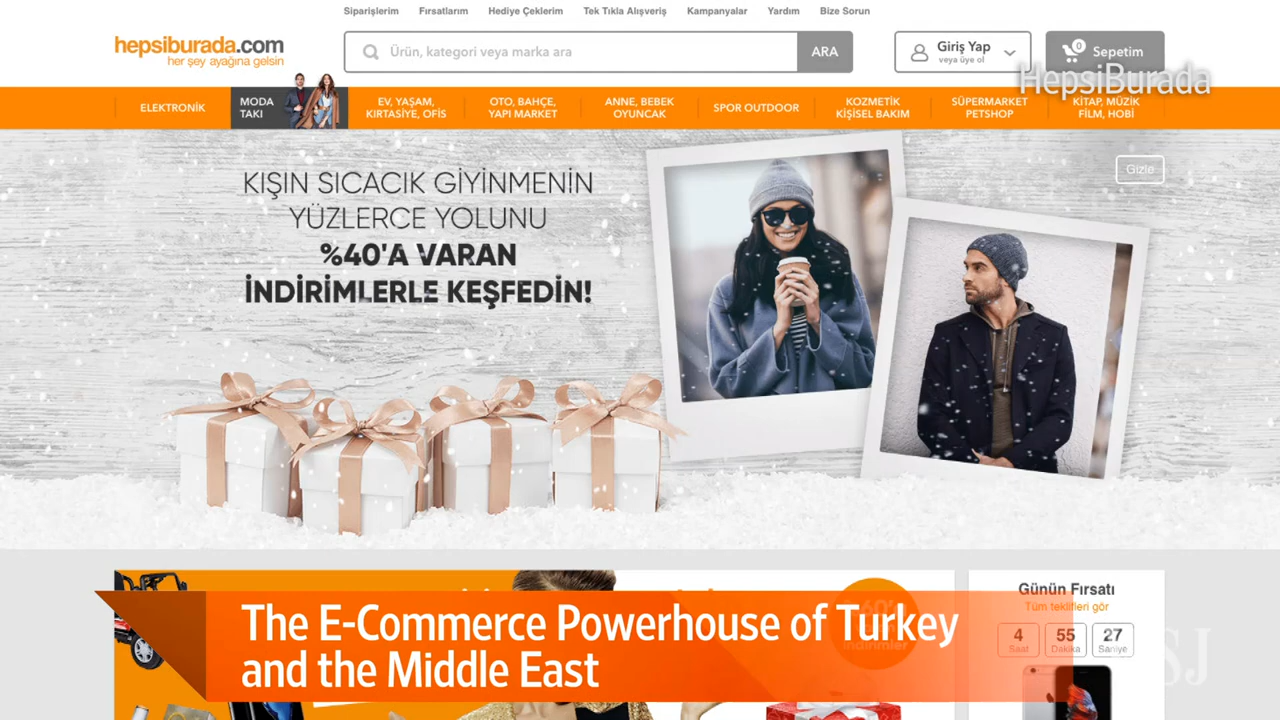 Siparişlerim Fırsatlarım Hediye Çeklerim Tek Tıkla Alışveriş Kampanyalar Yardım Bize Sorun
hepsiburada.com
her şey ayağına gelsin
Ürün, kategori veya marka ara
ARA
Giriş Yap
veya üye ol
0
Sepetim
HepsiBurada
ELEKTRONİK
MODA
TAKI
EV, YAŞAM,
KIRTASİYE, OFİS
OTO, BAHÇE,
YAPI MARKET
ANNE, BEBEK
OYUNCAK
SPOR OUTDOOR
KOZMETİK
KİŞİSEL BAKIM
SÜPERMARKET
PETSHOP
KİTAP, MÜZİK
FİLM, HOBİ
Gizle
KIŞIN SICACIK GİYİNMENİN
YÜZLERCE YOLUNU
%40'A VARAN
İNDİRİMLERLE KEŞFEDİN!
Günün Fırsatı
Tüm teklifleri gör
4 55 27
Saat Dakika Saniye
indirimler
The E-Commerce Powerhouse of Turkey
and the Middle East
SJ